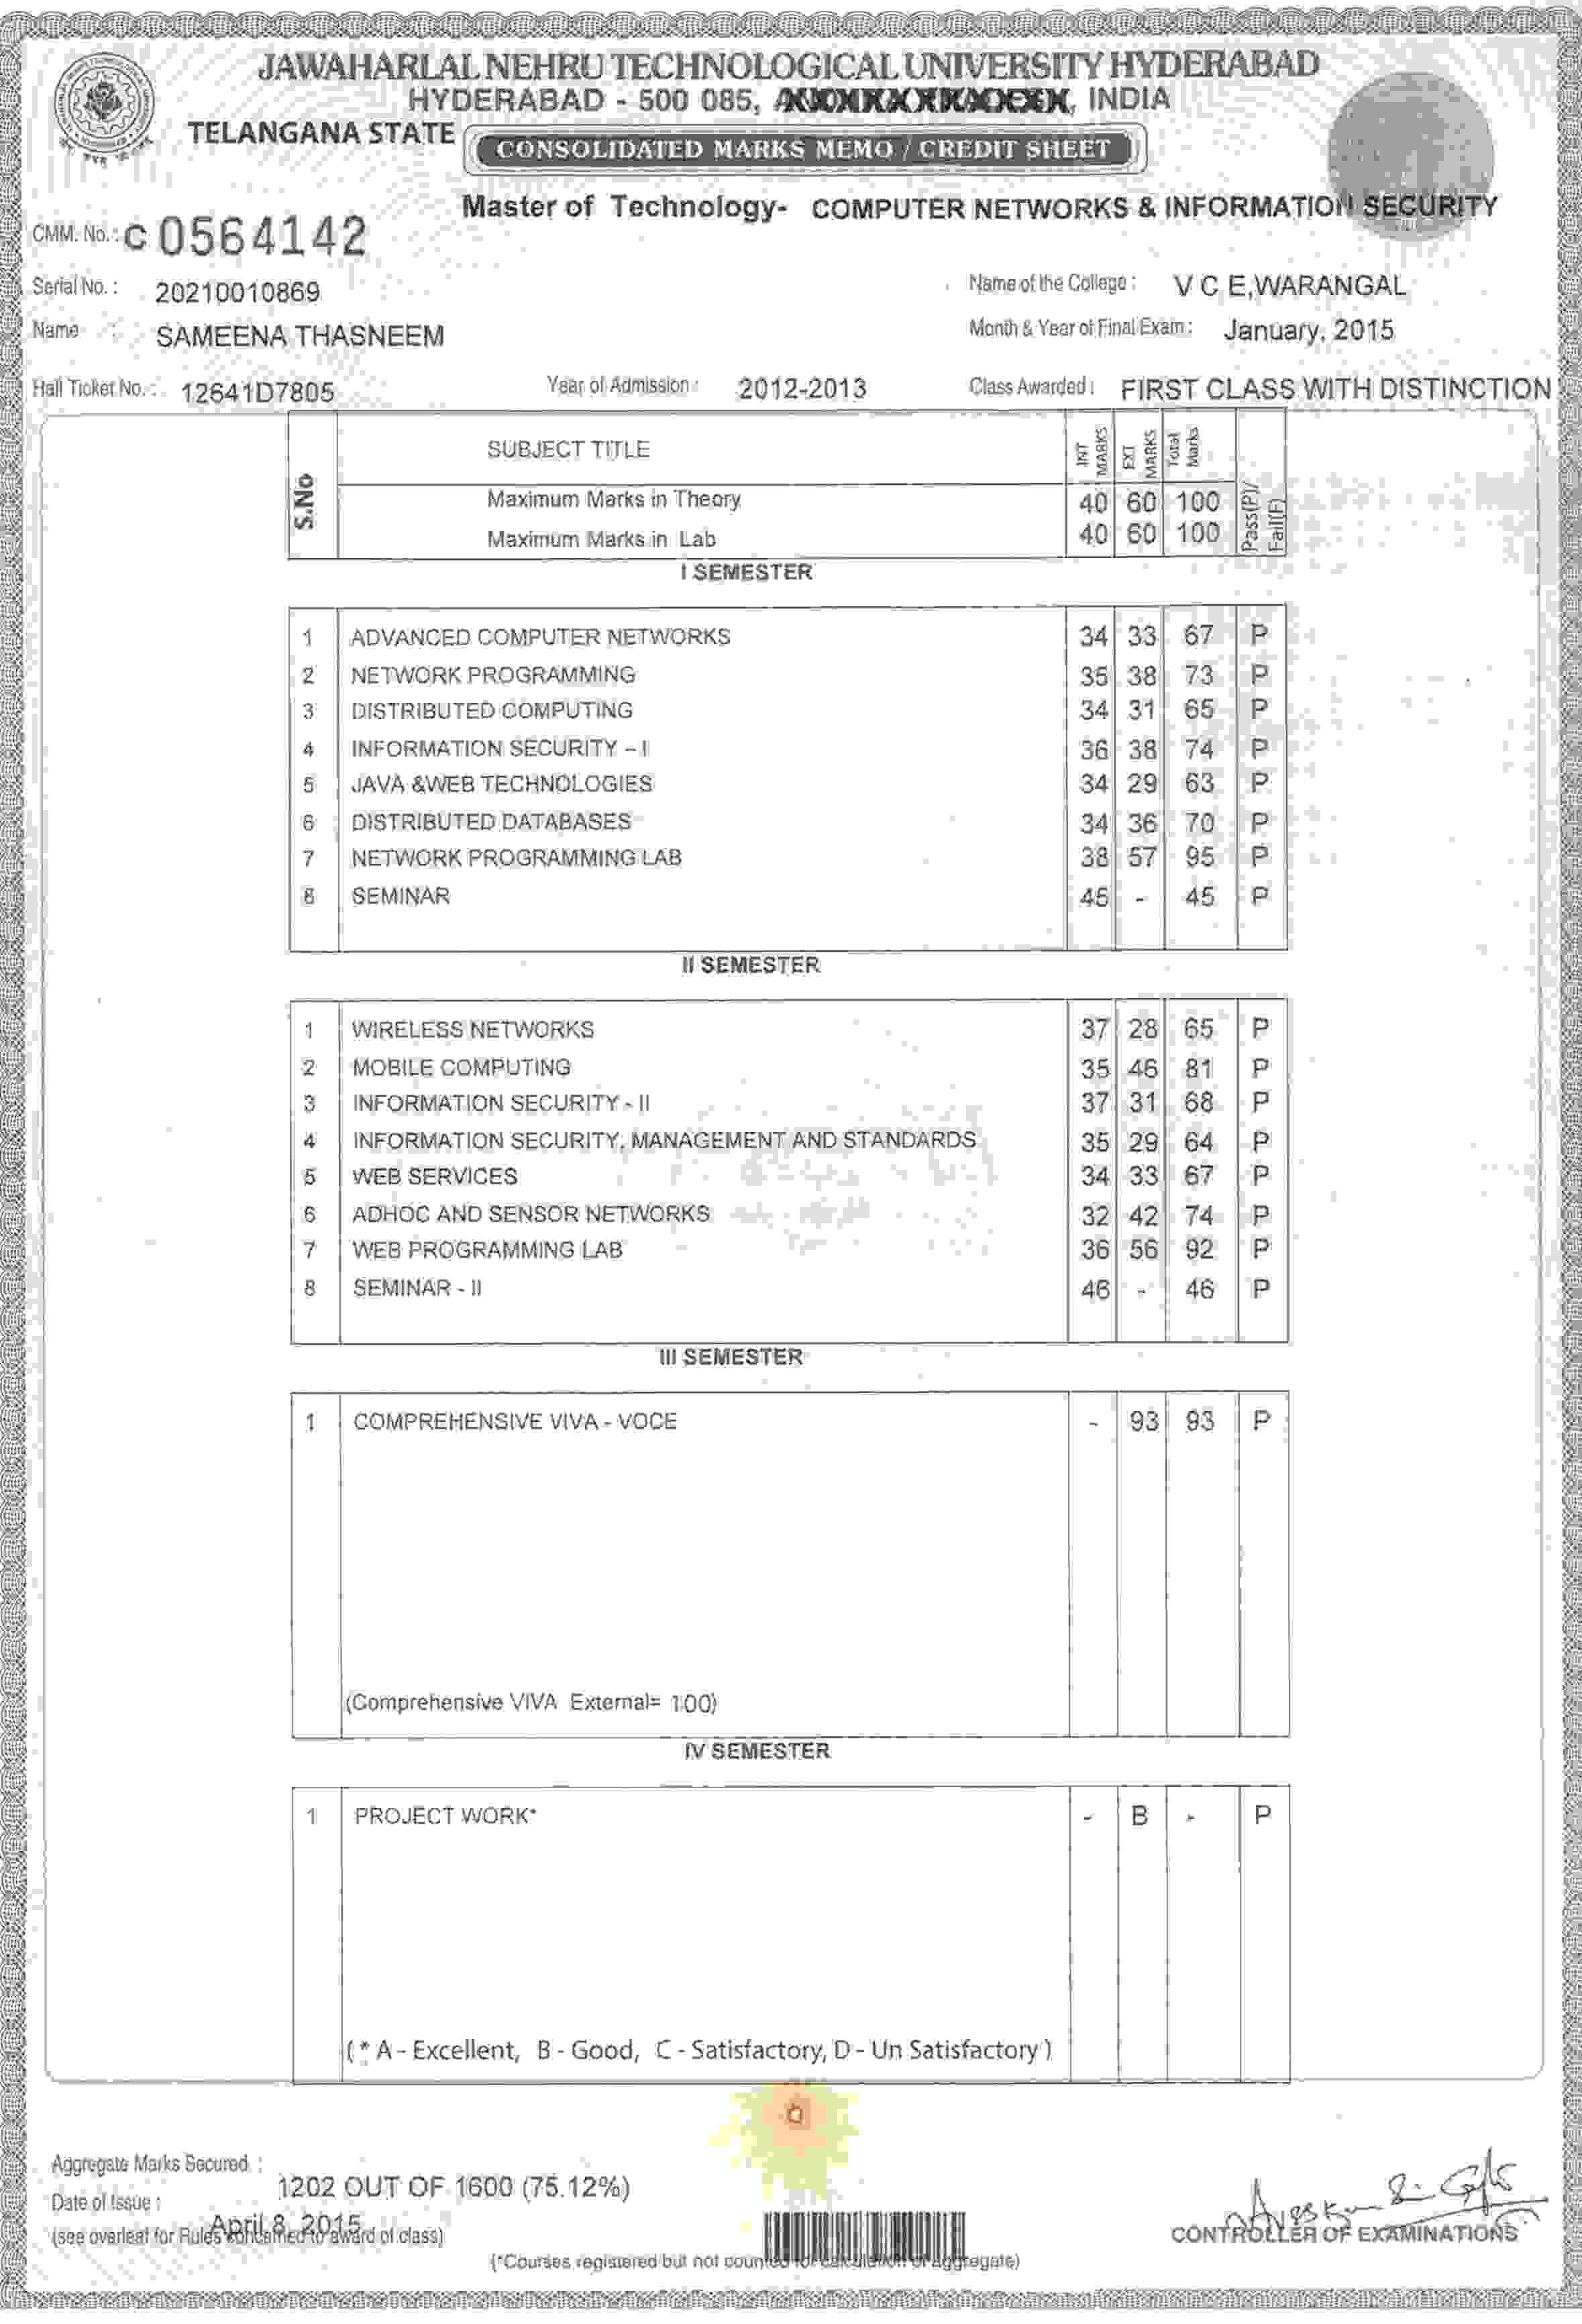 JAWAHARLAL NEHRU TECHNOLOGICAL UNIVERSITY HYDERABAD
HYDERABAD - 500 085, INDIA
TELANGANA STATE
CONSOLIDATED MARKS MEMO / CREDIT SHEET
Master of Technology- COMPUTER NETWORKS & INFORMATION SECURITY
CMM. No. : C 0564142
Serial No. : 20210010869 Name of the College : V C E,WARANGAL
Name : SAMEENA THASNEEM Month & Year of Final Exam : January, 2015
Hall Ticket No. : 12641D7805 Year of Admission : 2012-2013 Class Awarded : FIRST CLASS WITH DISTINCTION
S.No SUBJECT TITLE INT MARKS EXT MARKS Total Marks Pass(P)/ Fail(F)
Maximum Marks in Theory 40 60 100
Maximum Marks in Lab 40 60 100
I SEMESTER
1 ADVANCED COMPUTER NETWORKS 34 33 67 P
2 NETWORK PROGRAMMING 35 38 73 P
3 DISTRIBUTED COMPUTING 34 31 65 P
4 INFORMATION SECURITY – I 36 38 74 P
5 JAVA &WEB TECHNOLOGIES 34 29 63 P
6 DISTRIBUTED DATABASES 34 36 70 P
7 NETWORK PROGRAMMING LAB 38 57 95 P
8 SEMINAR 45 - 45 P
II SEMESTER
1 WIRELESS NETWORKS 37 28 65 P
2 MOBILE COMPUTING 35 46 81 P
3 INFORMATION SECURITY - II 37 31 68 P
4 INFORMATION SECURITY, MANAGEMENT AND STANDARDS 35 29 64 P
5 WEB SERVICES 34 33 67 P
6 ADHOC AND SENSOR NETWORKS 32 42 74 P
7 WEB PROGRAMMING LAB 36 56 92 P
8 SEMINAR - II 46 - 46 P
III SEMESTER
1 COMPREHENSIVE VIVA - VOCE - 93 93 P
(Comprehensive VIVA External= 100)
IV SEMESTER
1 PROJECT WORK* - B - P
( * A - Excellent, B - Good, C - Satisfactory, D - Un Satisfactory )
Aggregate Marks Secured : 1202 OUT OF 1600 (75.12%)
Date of Issue : April 8, 2015
(see overleaf for Rules concerned to award of class)
CONTROLLER OF EXAMINATIONS
(*Courses registered but not counted for calculation of Aggregate)